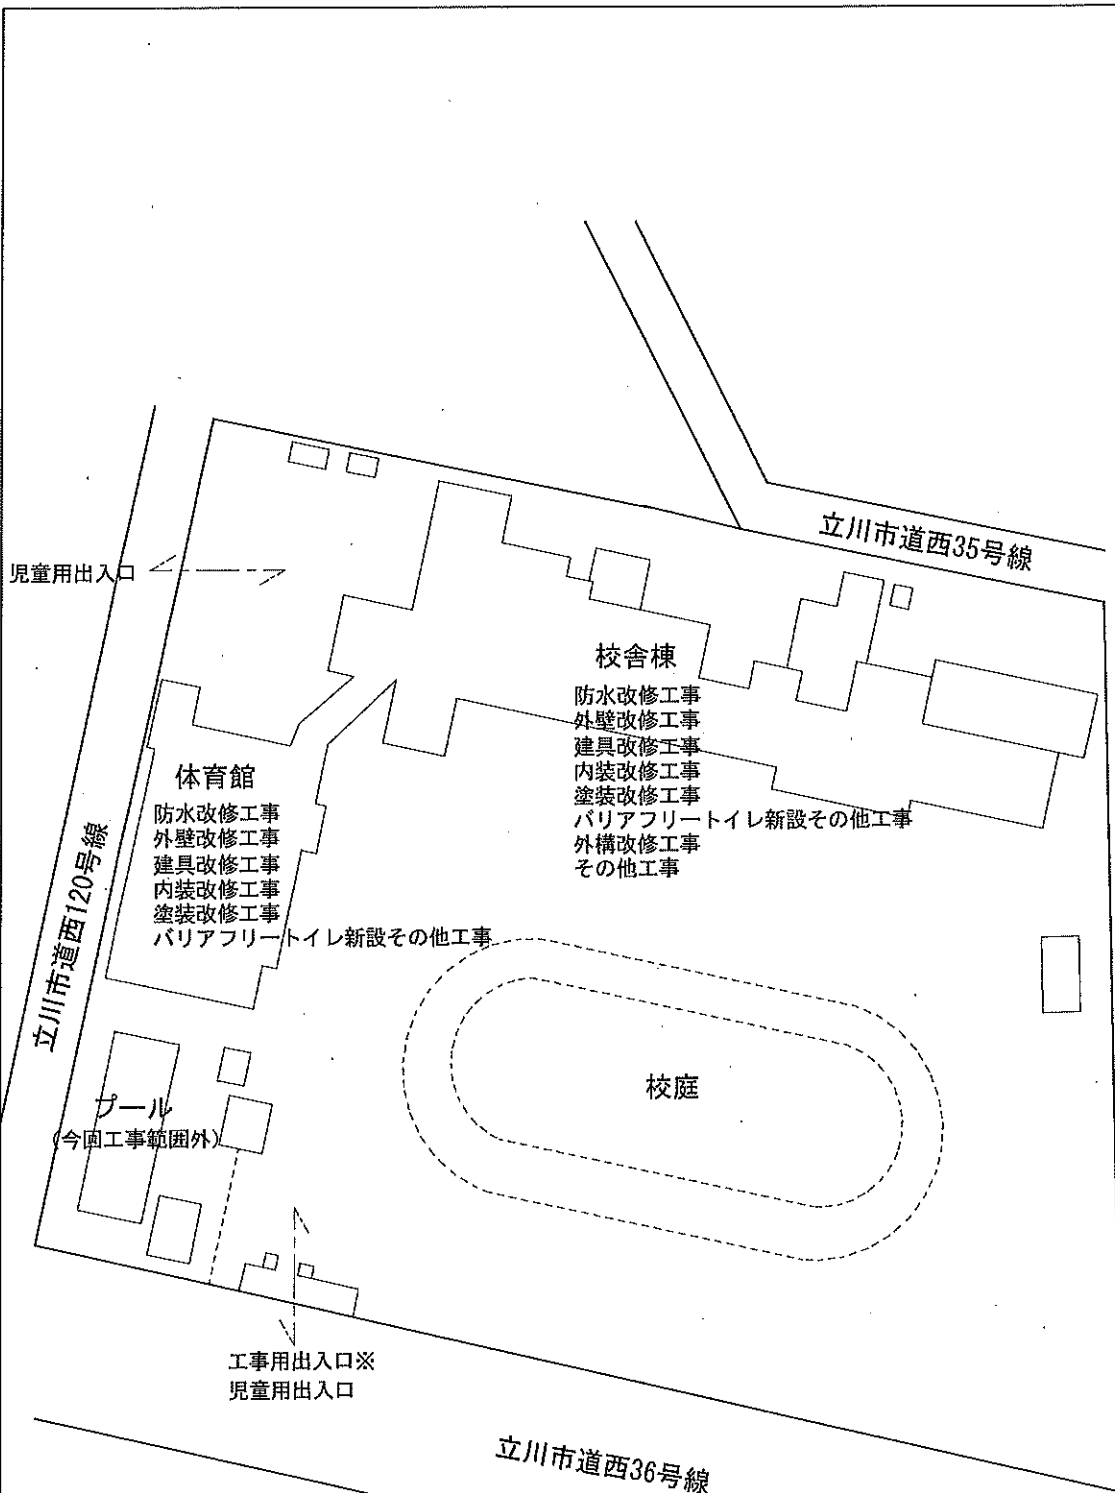 立川市道西35号線
児童用出入口
校舎棟
防水改修工事
外壁改修工事
建具改修工事
内装改修工事
塗装改修工事
バリアフリートイレ新設その他工事
外構改修工事
その他工事
体育館
防水改修工事
外壁改修工事
建具改修工事
内装改修工事
塗装改修工事
バリアフリートイレ新設その他工事
立川市道西120号線
校庭
プール
(今回工事範囲外)
工事用出入口※
児童用出入口
立川市道西36号線